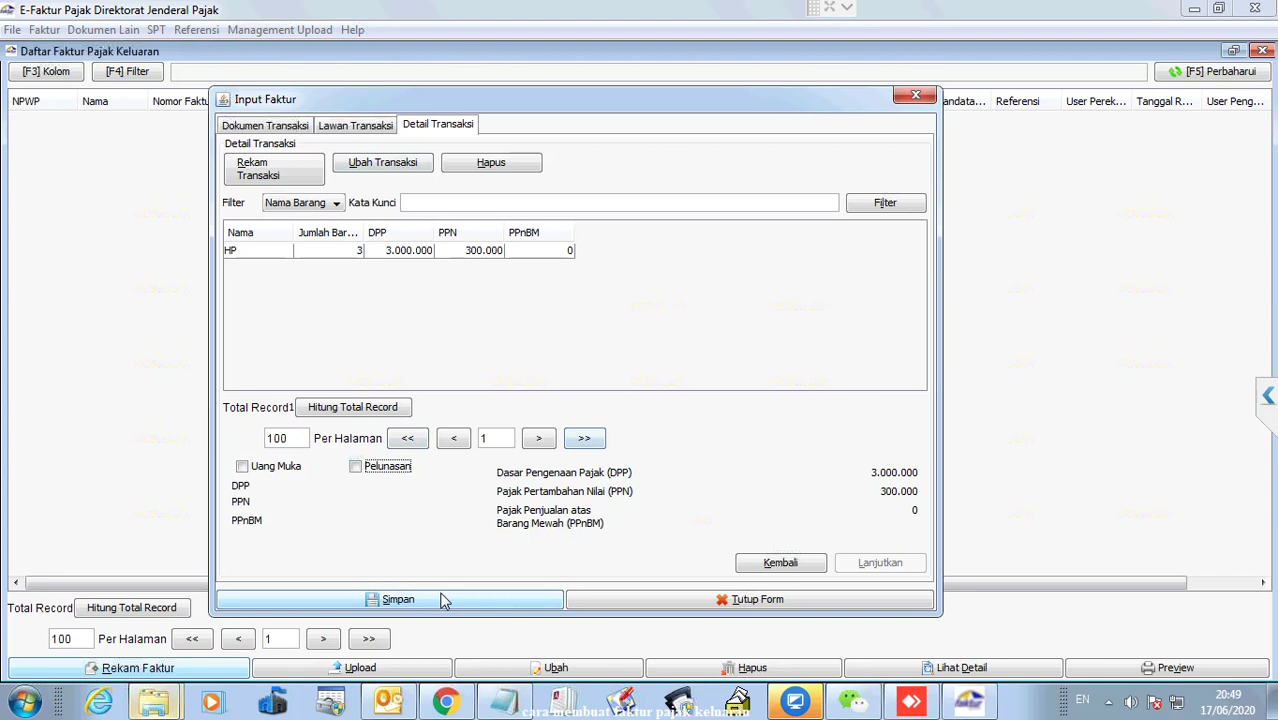 E-Faktur Pajak Direktorat Jenderal Pajak
File Faktur Dokumen Lain SPT Referensi Management Upload Help
Daftar Faktur Pajak Keluaran
[F3] Kolom [F4] Filter [F5] Perbaharui
NPWP Nama Nomor Faktu andata... Referensi User Perek... Tanggal R... User Peng...
Input Faktur
Dokumen Transaksi Lawan Transaksi Detail Transaksi
Detail Transaksi
Rekam Transaksi Ubah Transaksi Hapus
Filter Nama Barang Kata Kunci Filter
Nama Jumlah Bar... DPP PPN PPnBM
HP 3 3.000.000 300.000 0
Total Record1 Hitung Total Record
100 Per Halaman << < 1 > >>
Uang Muka Pelunasan
DPP
PPN
PPnBM
Dasar Pengenaan Pajak (DPP) 3.000.000
Pajak Pertambahan Nilai (PPN) 300.000
Pajak Penjualan atas 0
Barang Mewah (PPnBM)
Kembali Lanjutkan
Simpan Tutup Form
Total Record Hitung Total Record
100 Per Halaman << < 1 > >>
Rekam Faktur Upload Ubah Hapus Lihat Detail Preview
EN 20:49
17/06/2020
cara membuat faktur pajak keluaran